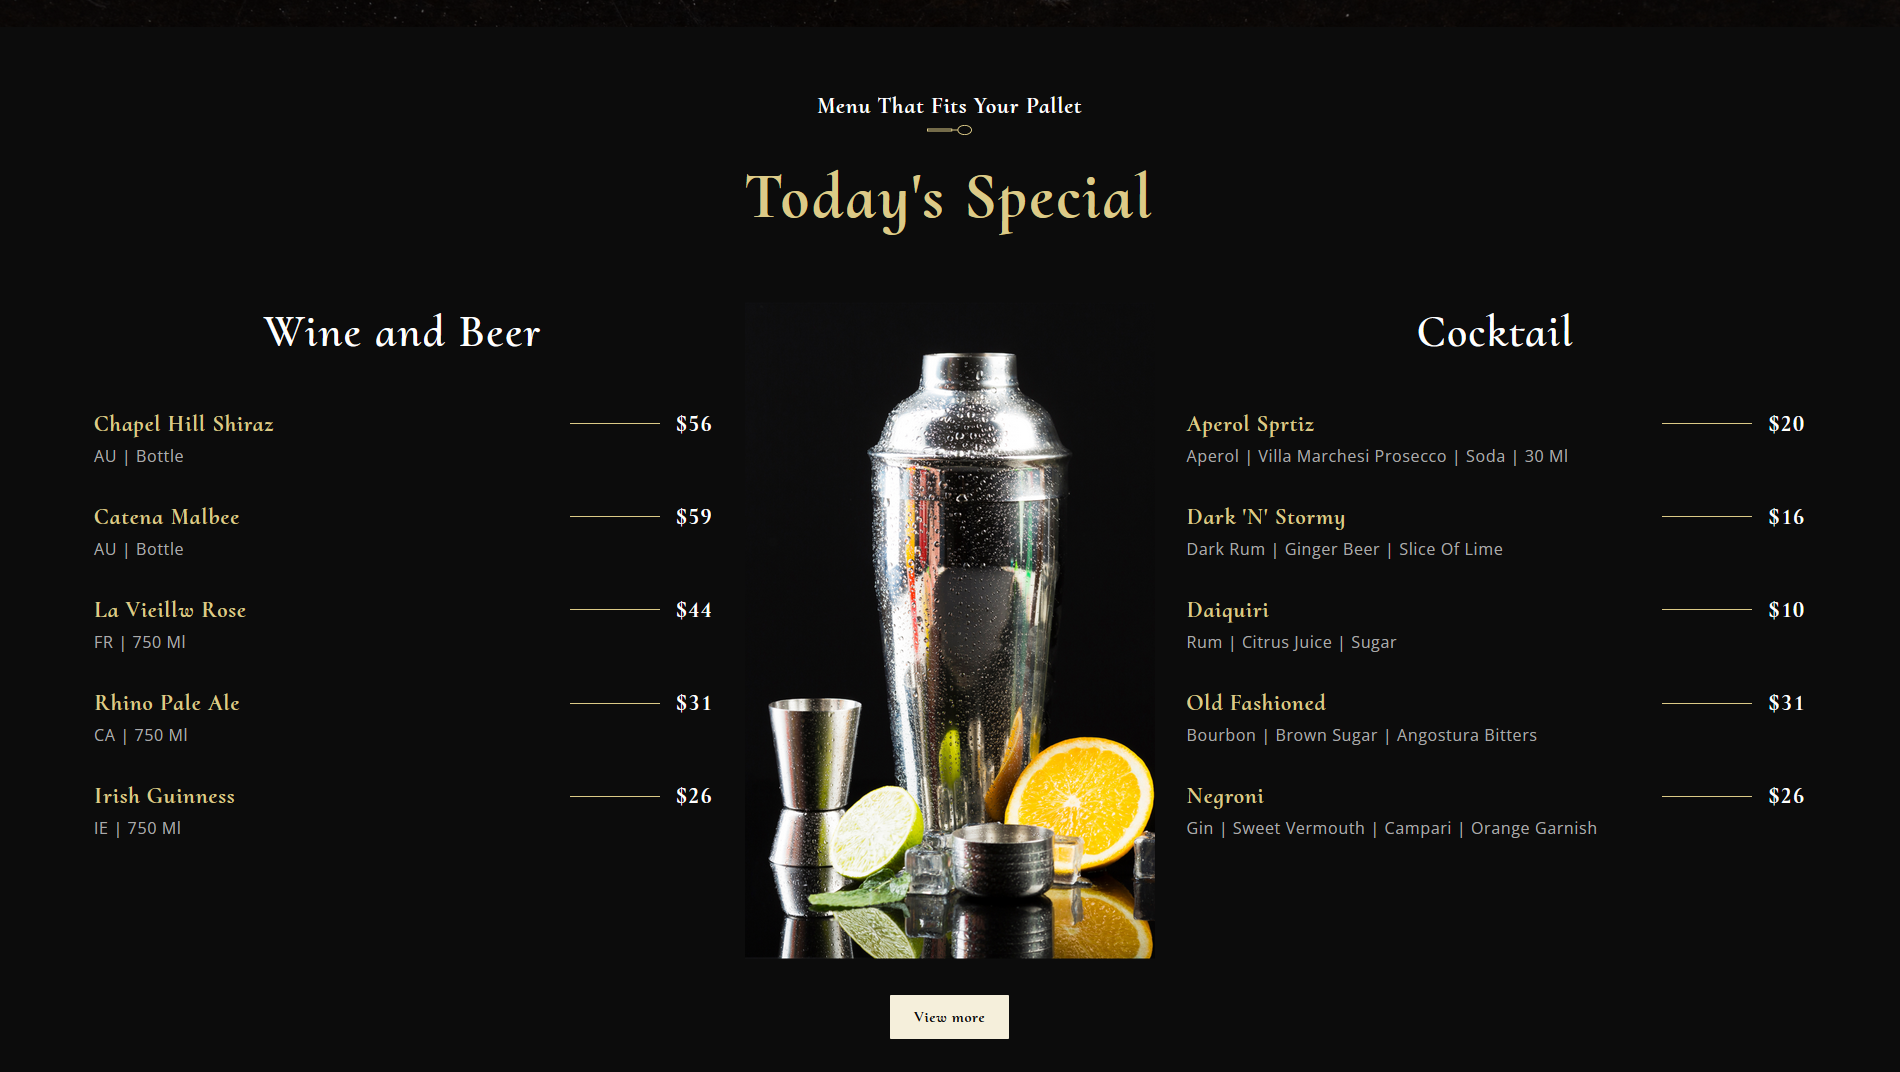 Menu That Fits Your Pallet
Today's Special
Wine and Beer
Chapel Hill Shiraz $56
AU | Bottle
Catena Malbee $59
AU | Bottle
La Vieillw Rose $44
FR | 750 Ml
Rhino Pale Ale $31
CA | 750 Ml
Irish Guinness $26
IE | 750 Ml
Cocktail
Aperol Sprtiz $20
Aperol | Villa Marchesi Prosecco | Soda | 30 Ml
Dark 'N' Stormy $16
Dark Rum | Ginger Beer | Slice Of Lime
Daiquiri $10
Rum | Citrus Juice | Sugar
Old Fashioned $31
Bourbon | Brown Sugar | Angostura Bitters
Negroni $26
Gin | Sweet Vermouth | Campari | Orange Garnish
View more